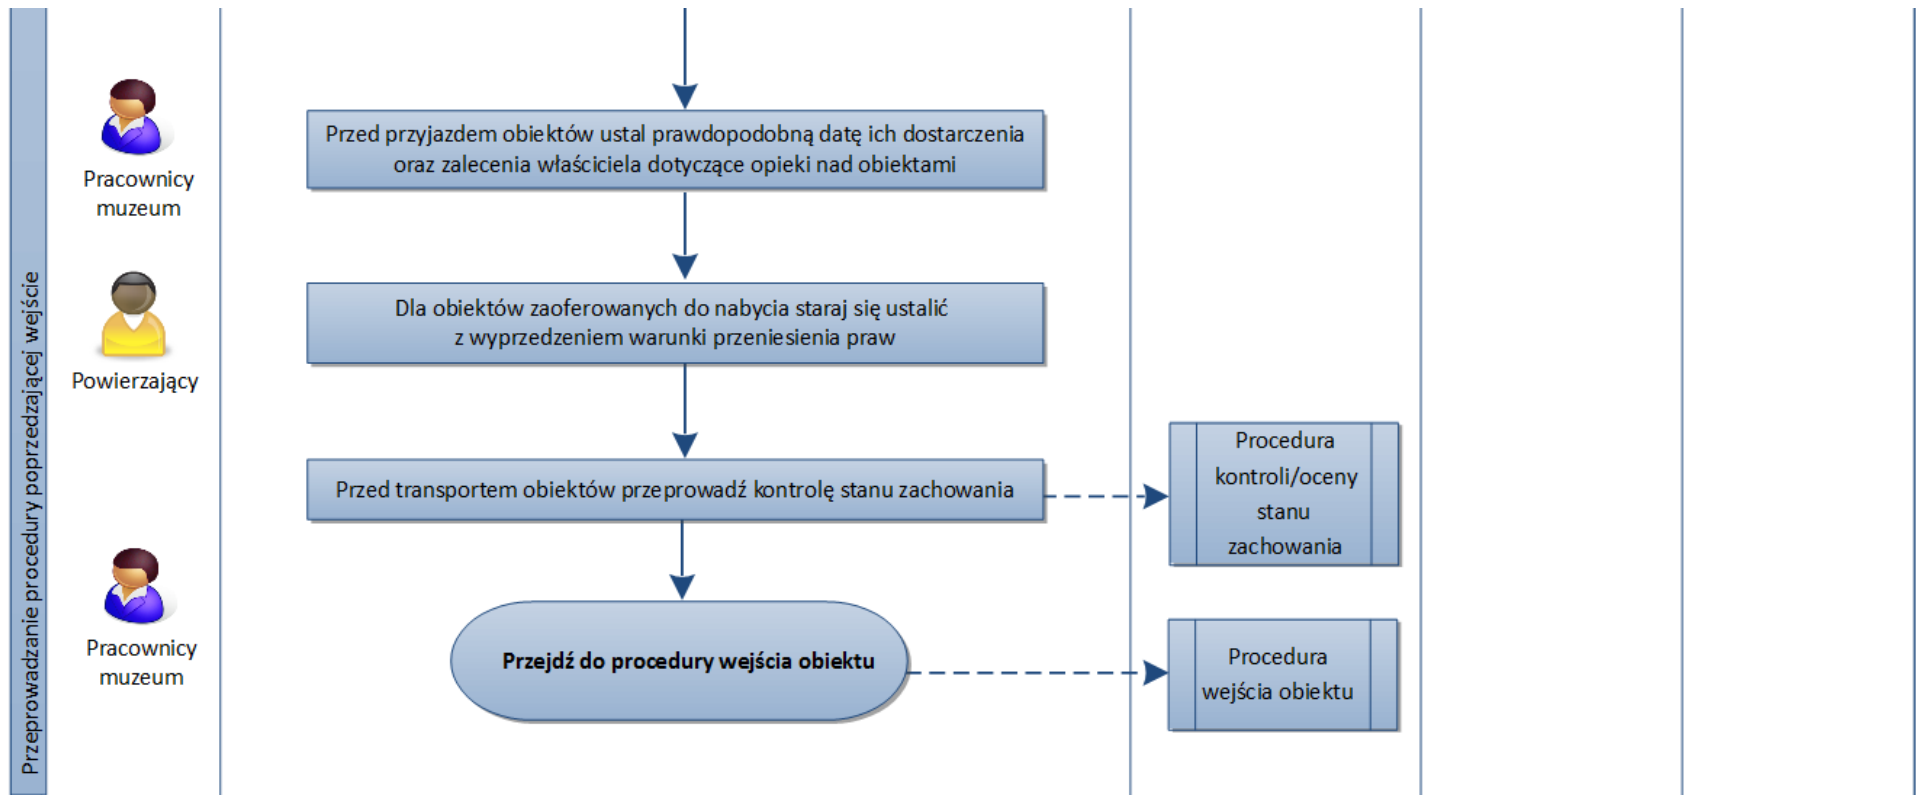 Przeprowadzanie procedury poprzedzającej wejście
Pracownicy
muzeum
Przed przyjazdem obiektów ustal prawdopodobną datę ich dostarczenia
oraz zalecenia właściciela dotyczące opieki nad obiektami
Powierzający
Dla obiektów zaoferowanych do nabycia staraj się ustalić
z wyprzedzeniem warunki przeniesienia praw
Przed transportem obiektów przeprowadź kontrolę stanu zachowania
Procedura
kontroli/oceny
stanu
zachowania
Pracownicy
muzeum
Przejdź do procedury wejścia obiektu
Procedura
wejścia obiektu